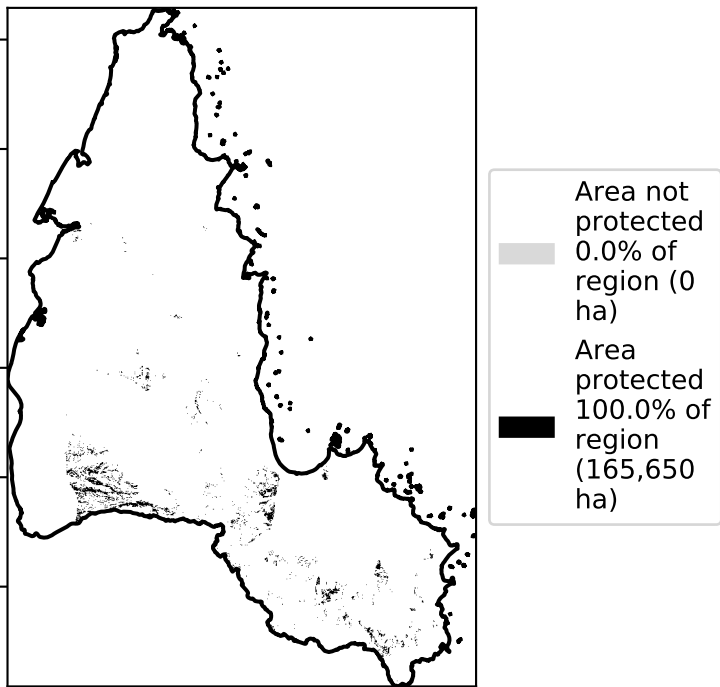 Area not
protected
0.0% of
region (0
ha)
Area
protected
100.0% of
region
(165,650
ha)